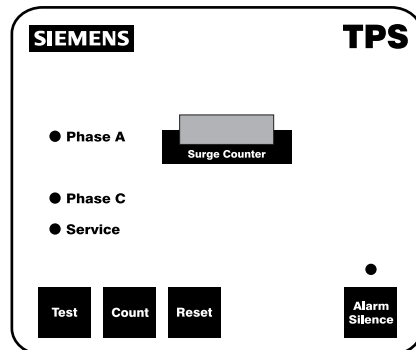 SIEMENS
TPS
Phase A
Surge Counter
Phase C
Service
Test
Count
Reset
Alarm
Silence